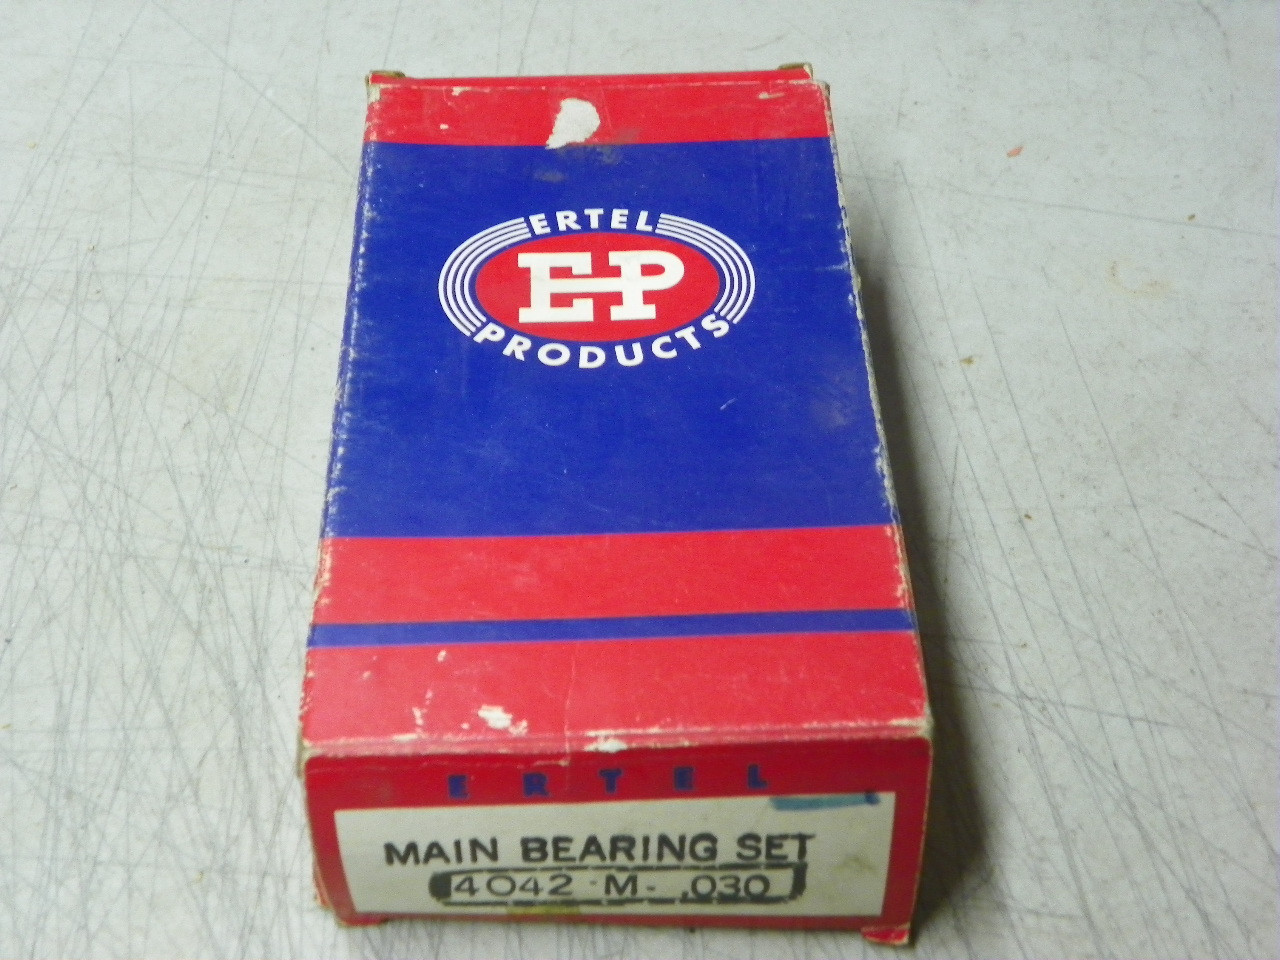 ERTEL
EP
PRODUCTS
ERTEL
MAIN BEARING SET
4042 M- .030